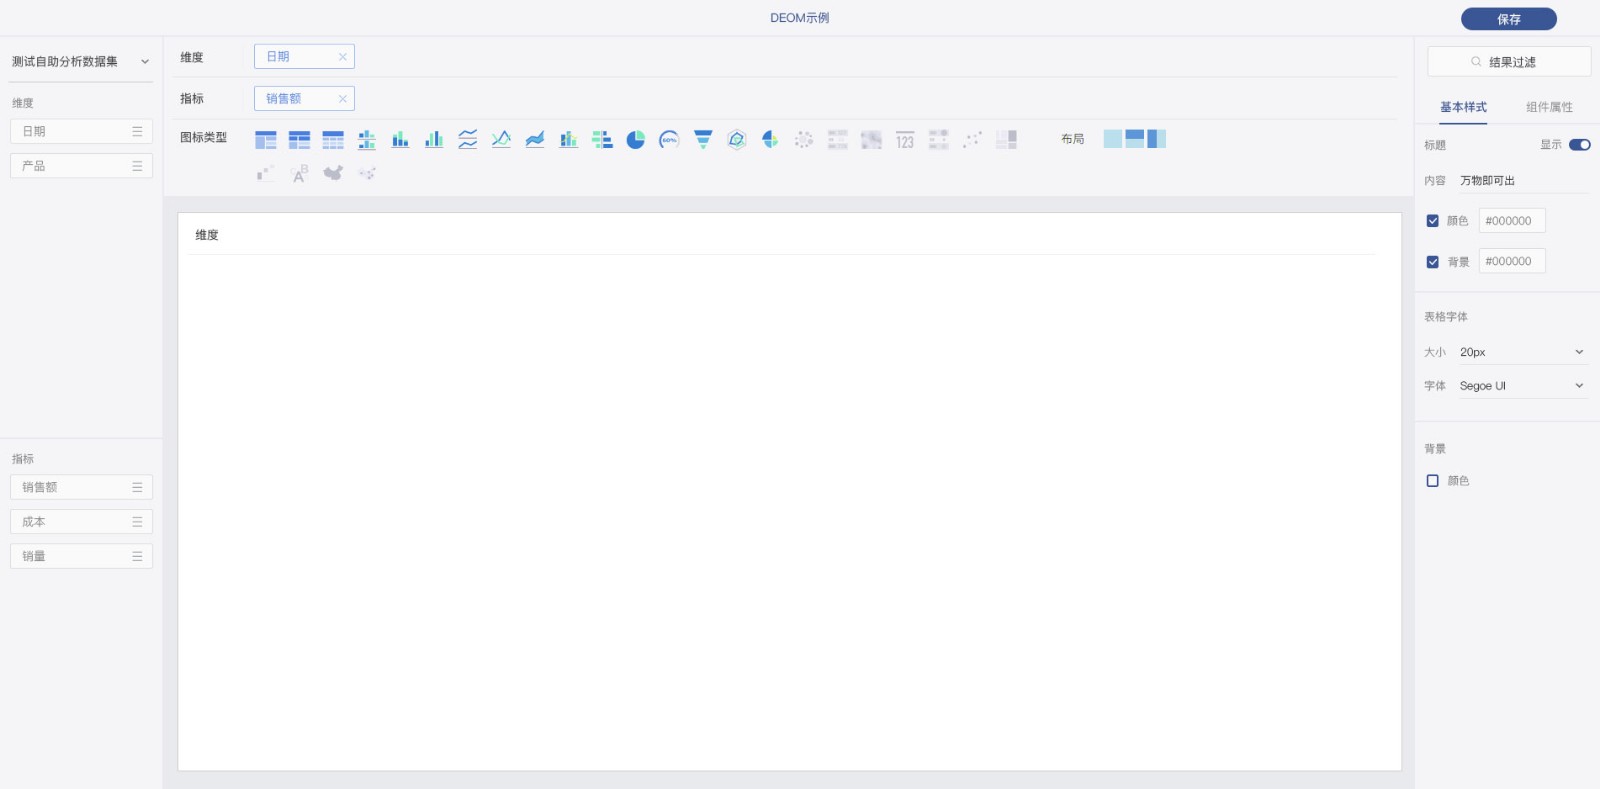 DEOM示例
保存
测试自助分析数据集
维度
日期
产品
指标
销售额
成本
销量
维度
日期
指标
销售额
图标类型
60%
123
A B
布局
维度
结果过滤
基本样式
组件属性
标题
显示
内容
万物即可出
颜色
#000000
背景
#000000
表格字体
大小
20px
字体
Segoe UI
背景
颜色